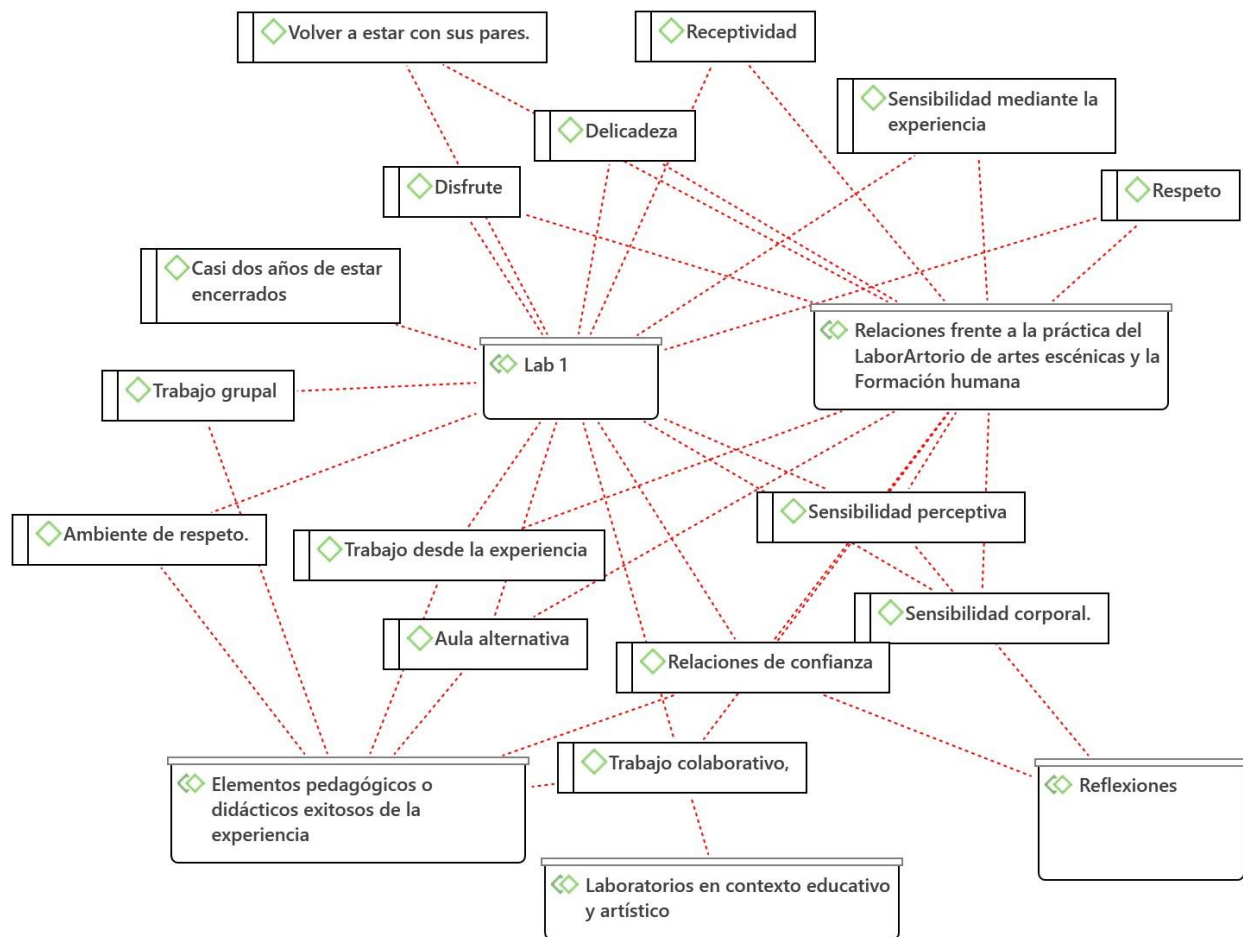 Volver a estar con sus pares.
Receptividad
Sensibilidad mediante la
experiencia
Delicadeza
Disfrute
Respeto
Casi dos años de estar
encerrados
Relaciones frente a la práctica del
LaborArtorio de artes escénicas y la
Formación humana
Lab 1
Trabajo grupal
Sensibilidad perceptiva
Ambiente de respeto.
Trabajo desde la experiencia
Sensibilidad corporal.
Aula alternativa
Relaciones de confianza
Trabajo colaborativo,
Elementos pedagógicos o
didácticos exitosos de la
experiencia
Reflexiones
Laboratorios en contexto educativo
y artístico